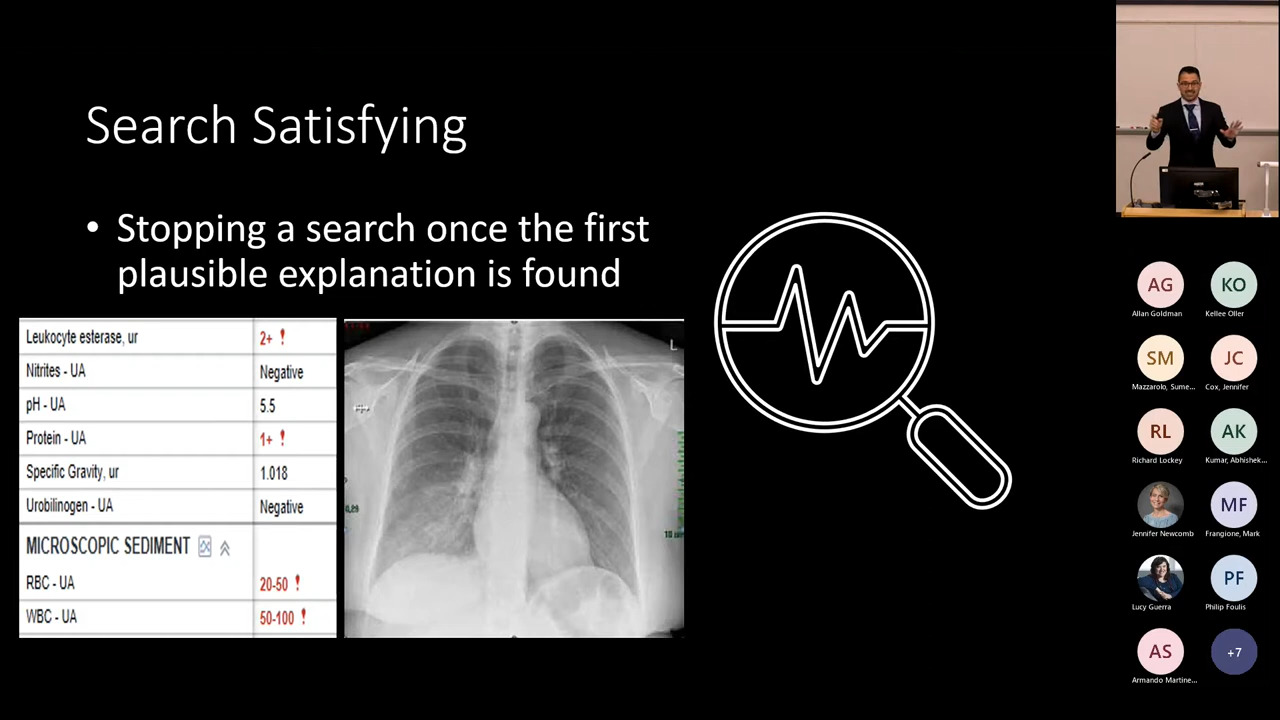 Search Satisfying
• Stopping a search once the first
plausible explanation is found
Leukocyte esterase, ur 2+ !
Nitrites - UA Negative
pH - UA 5.5
Protein - UA 1+ !
Specific Gravity, ur 1.018
Urobilinogen - UA Negative
MICROSCOPIC SEDIMENT
RBC - UA 20-50 !
WBC - UA 50-100 !
L
AG
Allan Goldman
KO
Kellee Oller
SM
Mazzarolo, Sume...
JC
Cox, Jennifer
RL
Richard Lockey
AK
Kumar, Abhishek...
Jennifer Newcomb
MF
Frangione, Mark
Lucy Guerra
PF
Philip Foulis
AS
Armando Martine...
+7